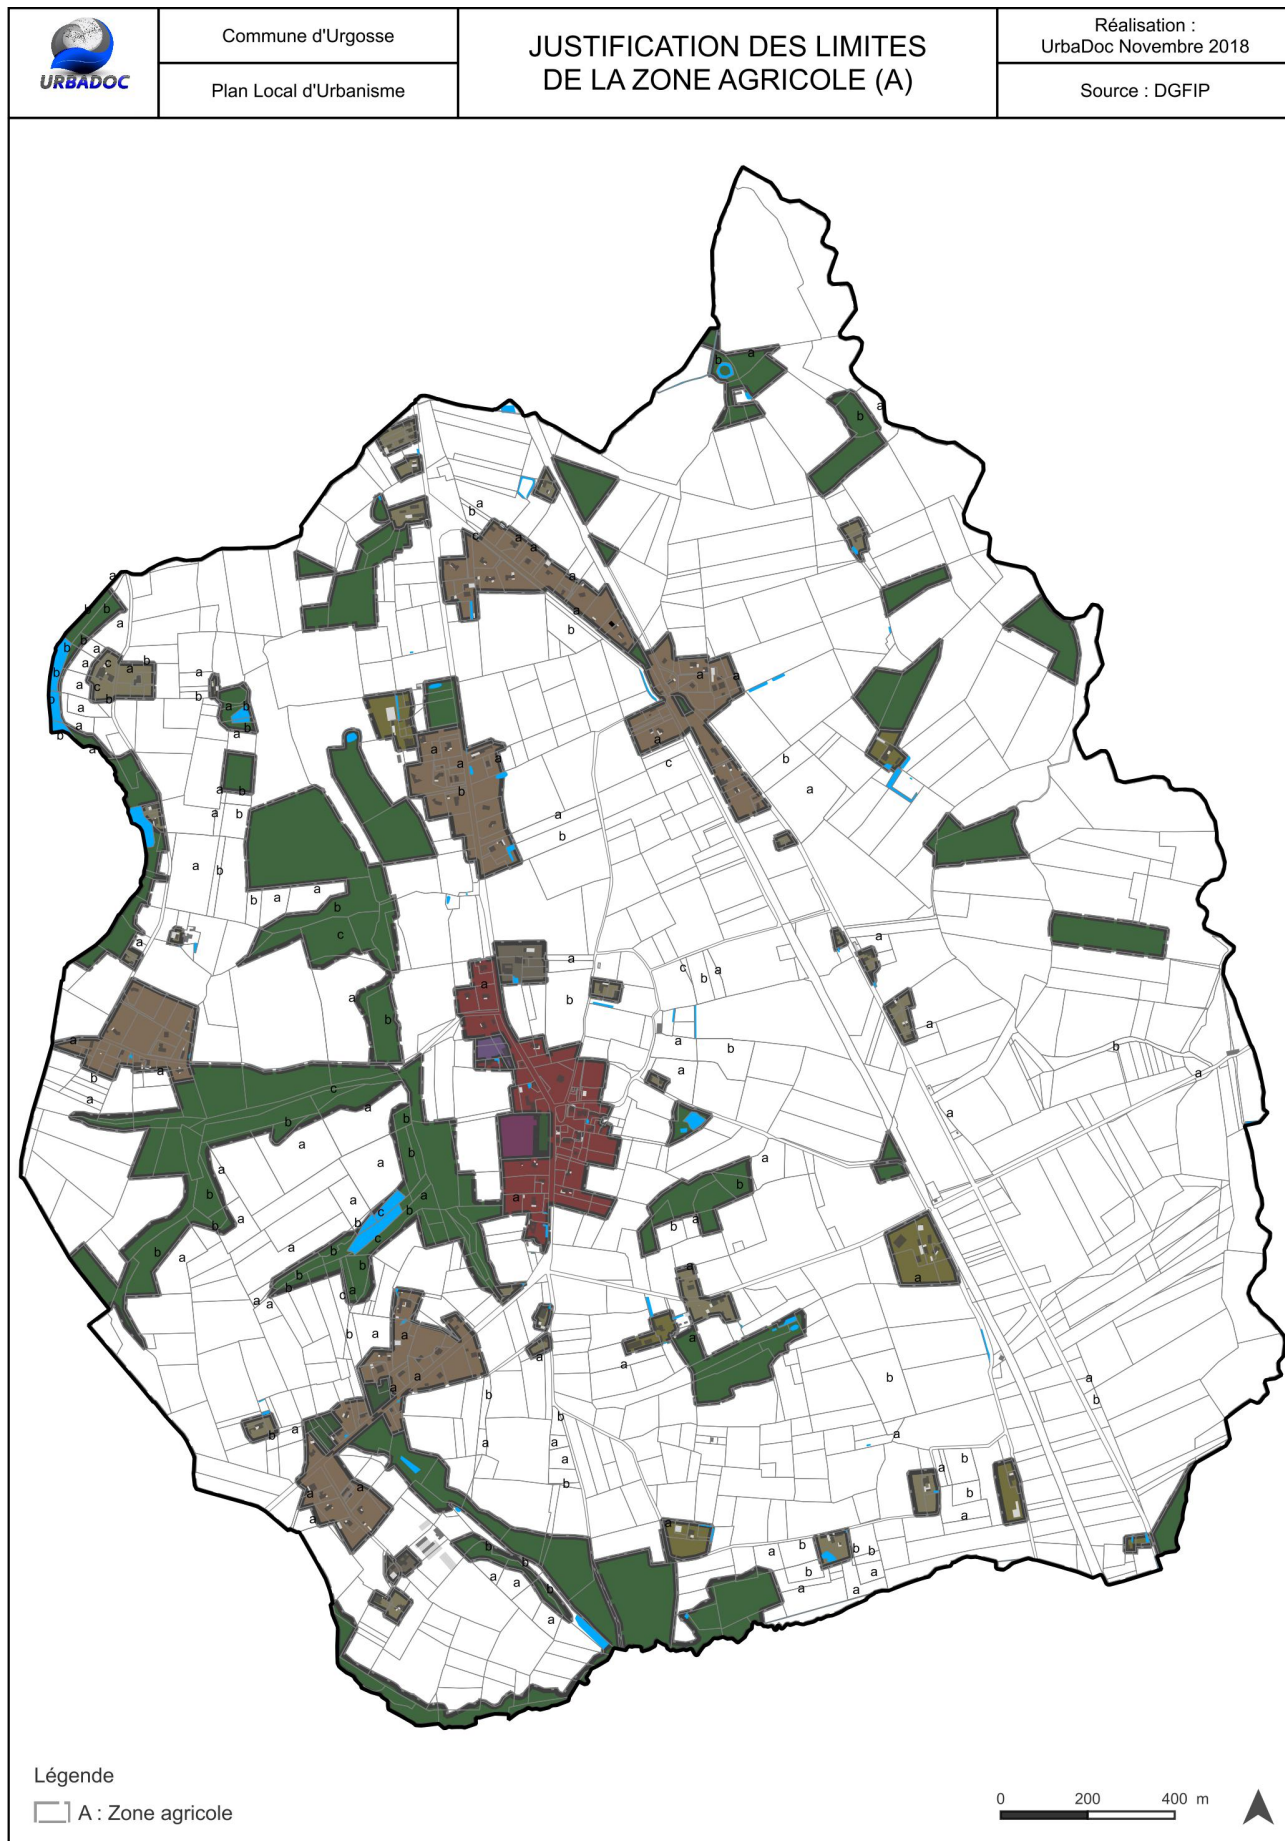 URBADOC
Commune d'Urgosse
Plan Local d'Urbanisme
JUSTIFICATION DES LIMITES
DE LA ZONE AGRICOLE (A)
Réalisation :
UrbaDoc Novembre 2018
Source : DGFIP
Légende
A : Zone agricole
0 200 400 m